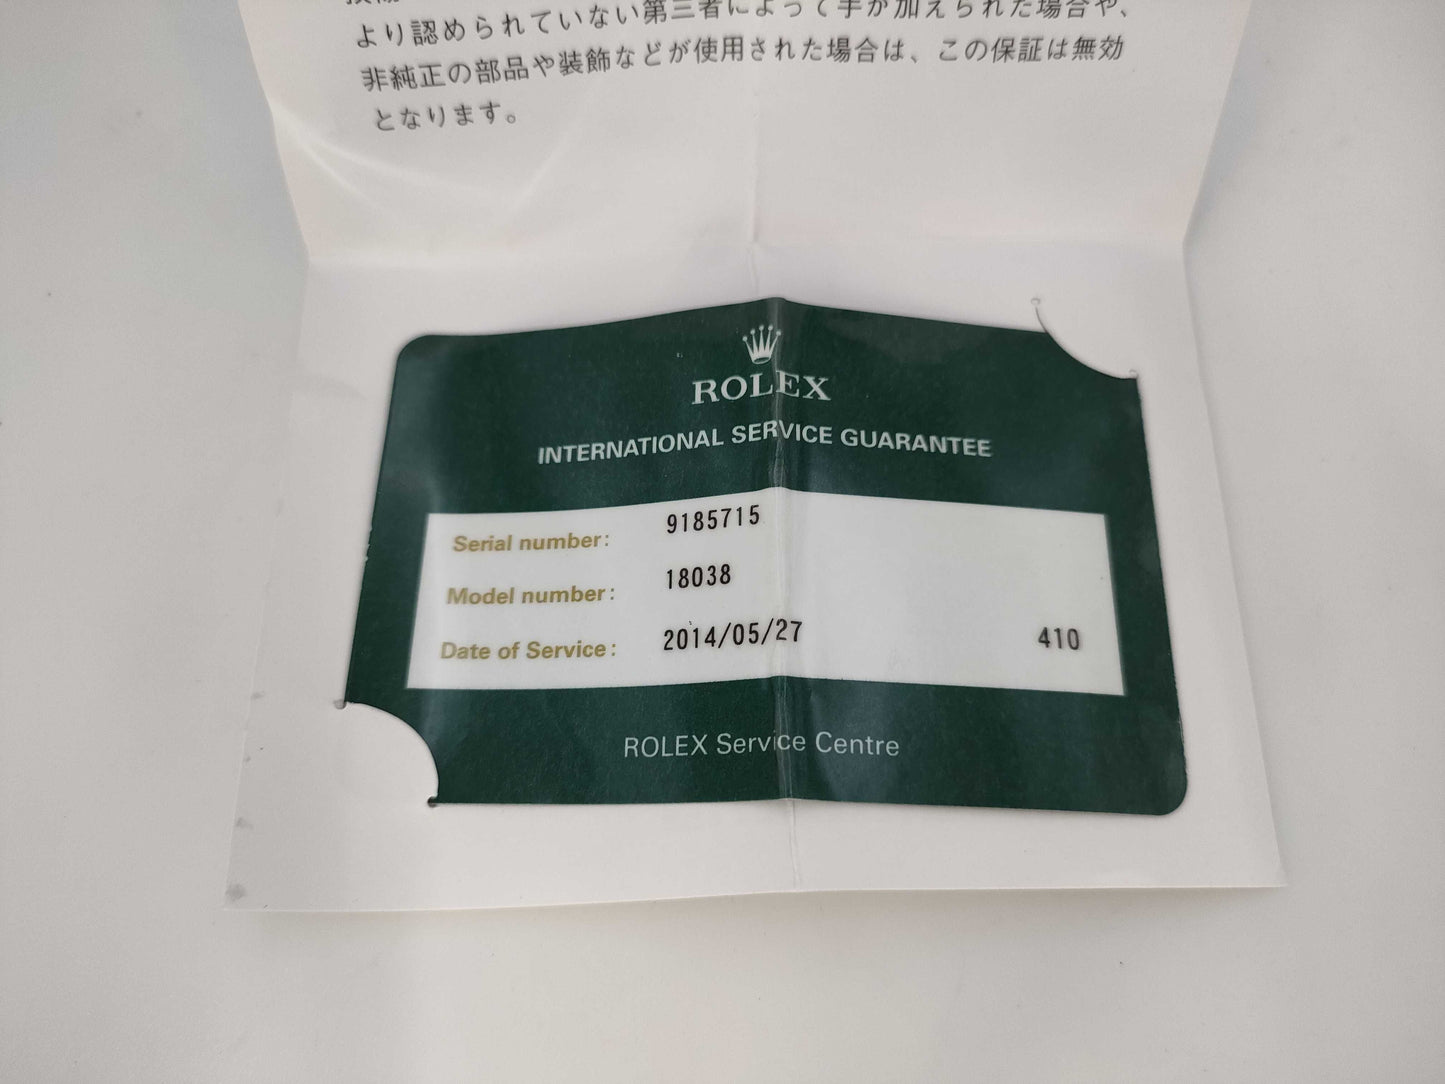 より認められていない第三者によって手が加えられた場合や、
非純正の部品や装飾などが使用された場合は、この保証は無効
となります。
ROLEX
INTERNATIONAL SERVICE GUARANTEE
Serial number: 9185715
Model number: 18038
Date of Service: 2014/05/27 410
ROLEX Service Centre